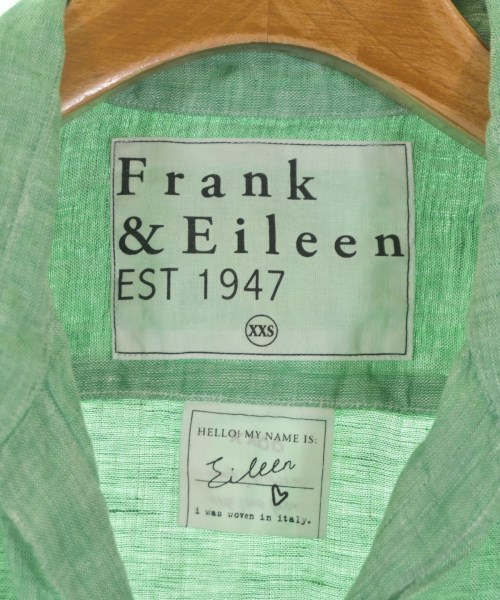 Frank
& Eileen
EST 1947
XXS
HELLO! MY NAME IS:
Eileen
i was woven in italy.